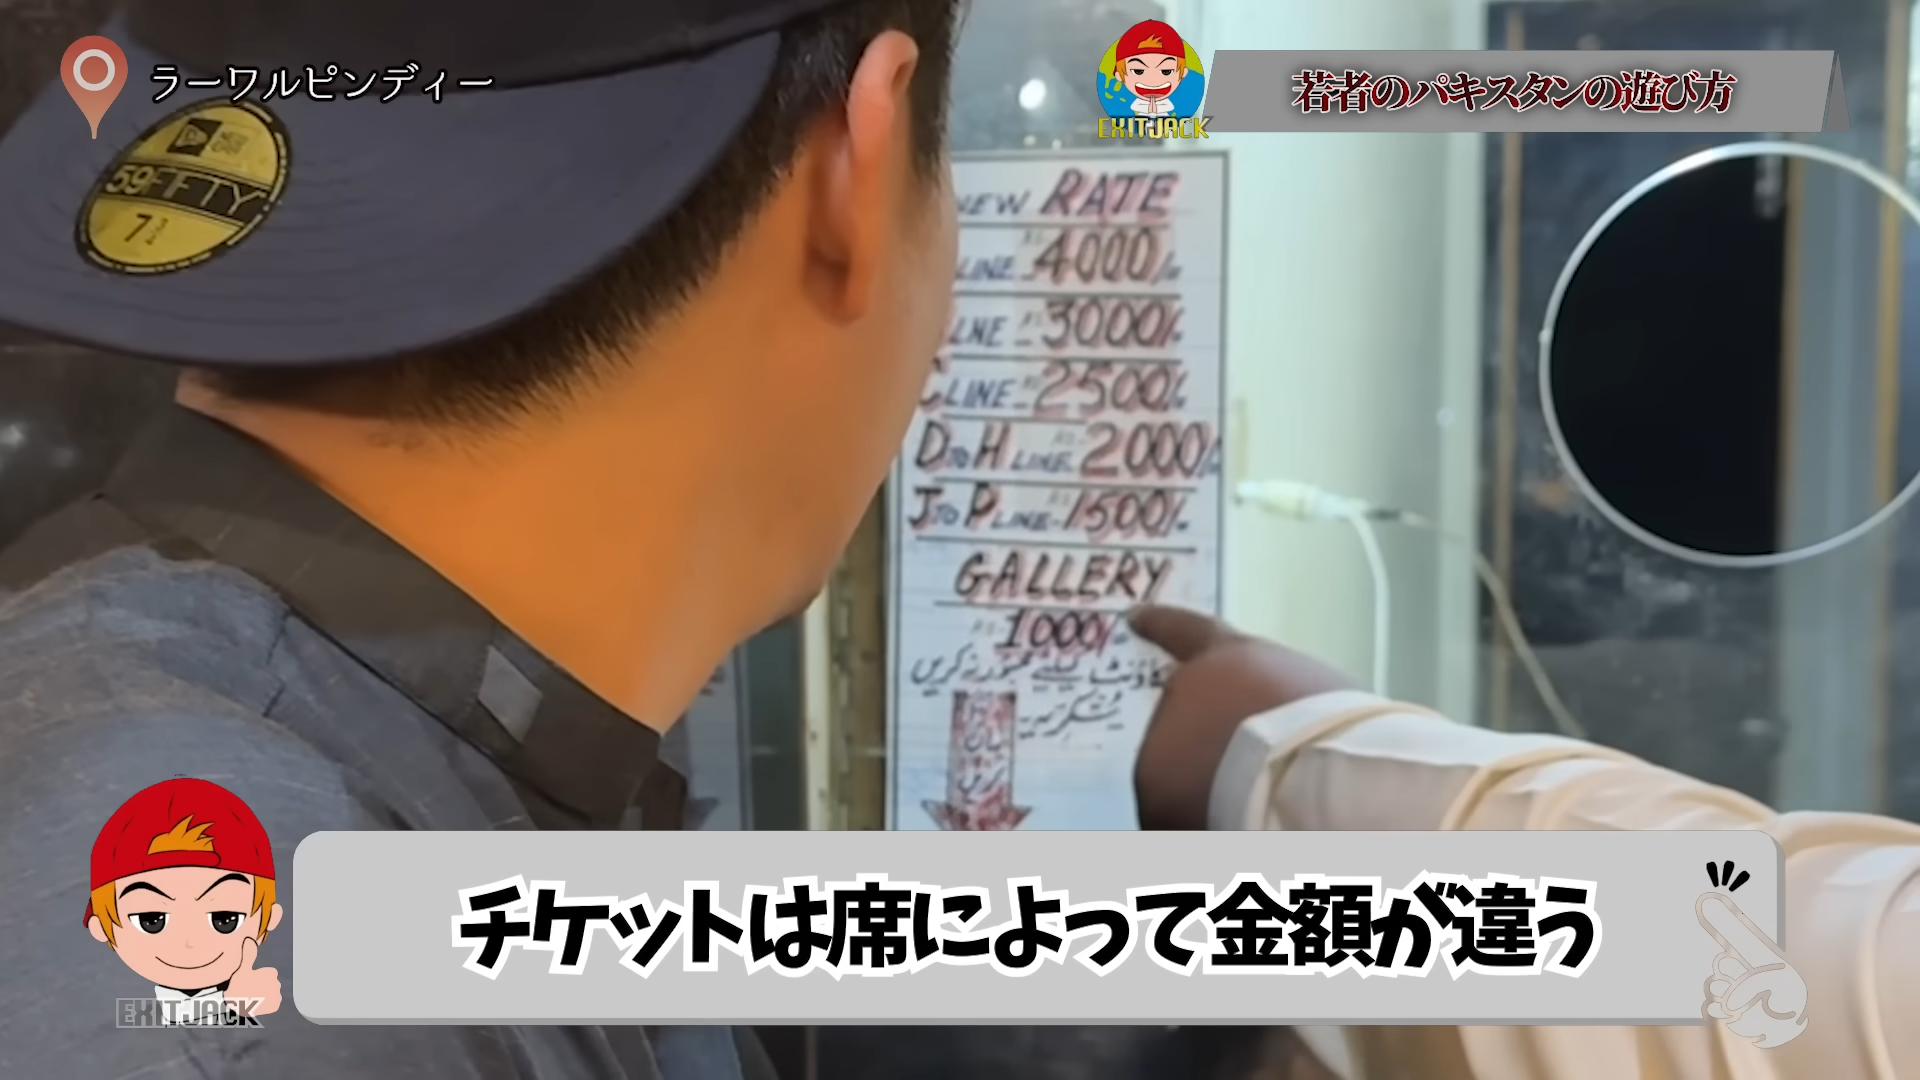 ラーワルピンディー
EXITJACK
若者のパキスタンの遊び方
59FIFTY
7
NEW RATE
LINE - 4000/-
LINE - 3000/-
C LINE - 2500/-
D TO H LINE 2000/-
J TO P LINE - 1500/-
GALLERY
1000/-
チケットは席によって金額が違う
EXITJACK